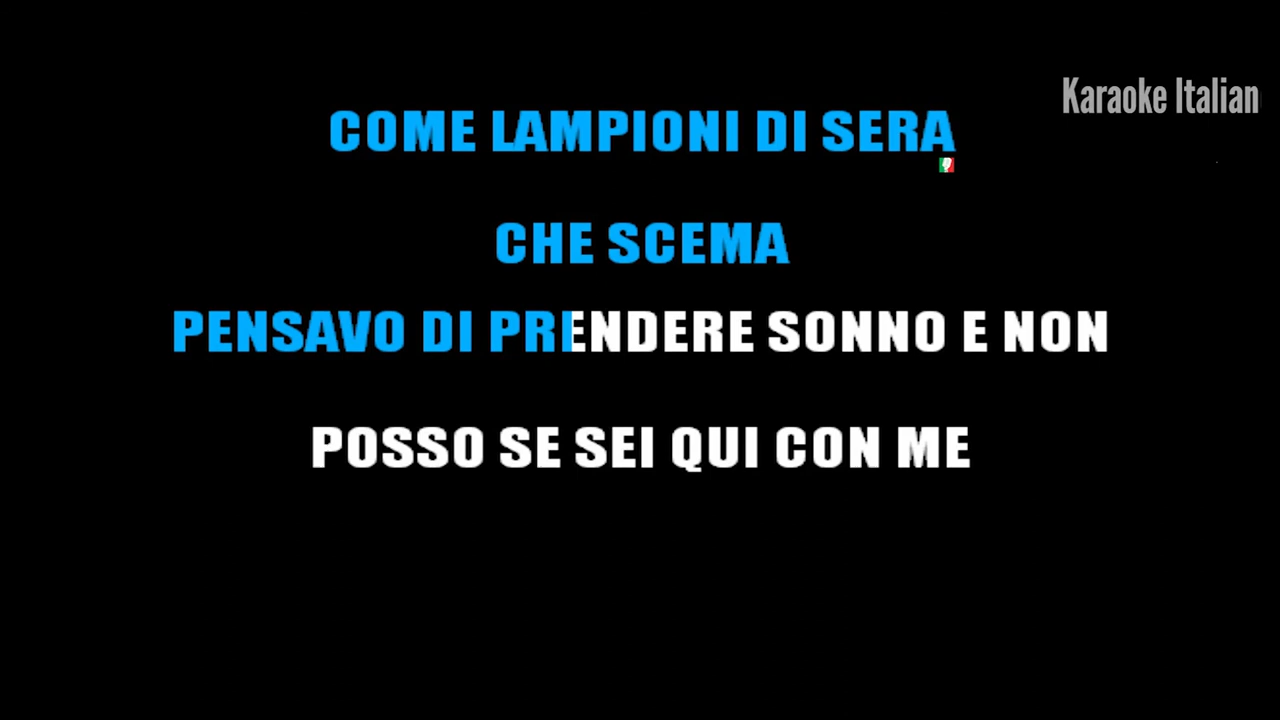 Karaoke Italian
COME LAMPIONI DI SERA
CHE SCEMA
PENSAVO DI PRENDERE SONNO E NON
POSSO SE SEI QUI CON ME